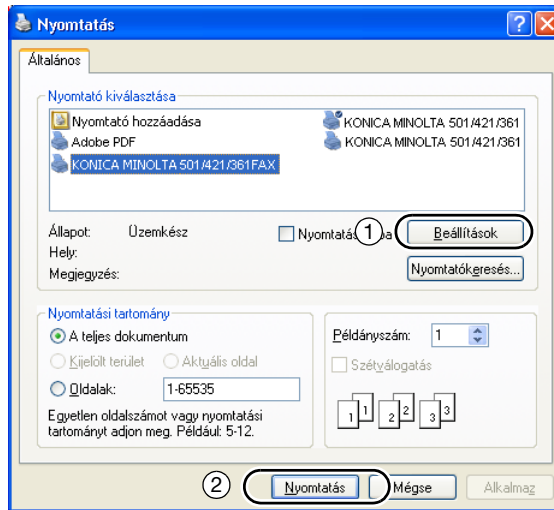 Nyomtatás
Általános
Nyomtató kiválasztása
Nyomtató hozzáadása
KONICA MINOLTA 501/421/361
Adobe PDF
KONICA MINOLTA 501/421/361
KONICA MINOLTA 501/421/361FAX
Állapot: Üzemkész
Nyomtatás
1
Beállítások
Hely:
Megjegyzés:
Nyomtatókeresés...
Nyomtatási tartomány
A teljes dokumentum
Példányszám: 1
Kijelölt terület Aktuális oldal
Szétválogatás
Oldalak: 1-65535
Egyetlen oldalszámot vagy nyomtatási
tartományt adjon meg. Például: 5-12.
1 1 2 2 3 3
2
Nyomtatás Mégse Alkalmaz